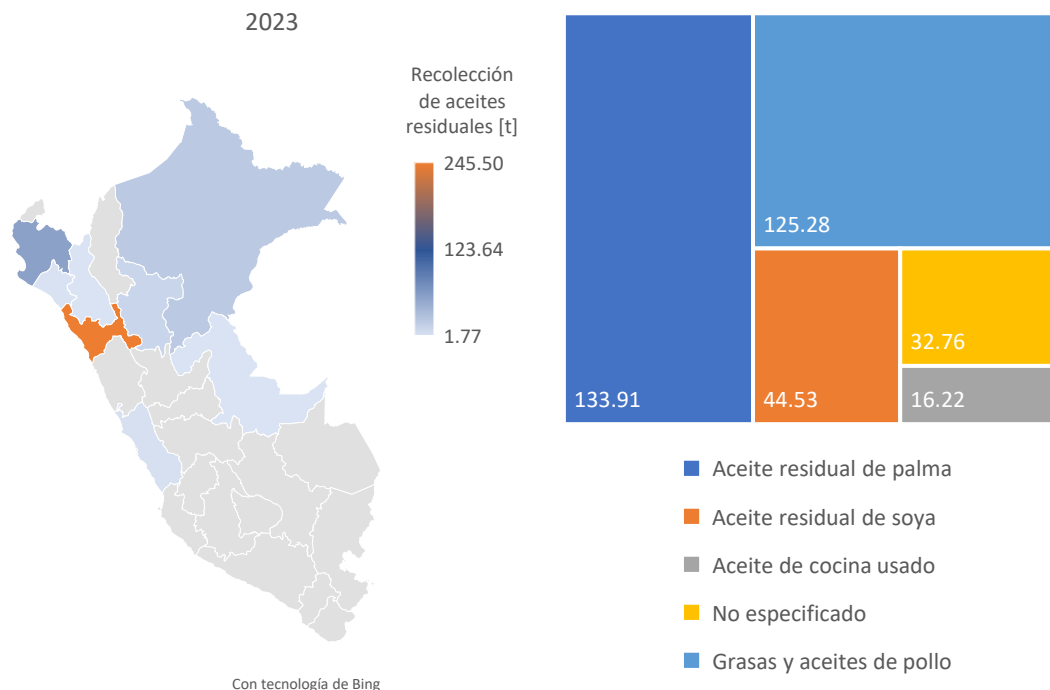 2023
Recolección
de aceites
residuales [t]
245.50
123.64
1.77
Con tecnología de Bing
125.28
32.76
133.91
44.53
16.22
Aceite residual de palma
Aceite residual de soya
Aceite de cocina usado
No especificado
Grasas y aceites de pollo